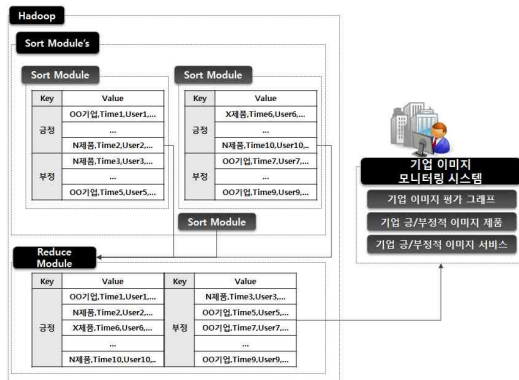 Hadoop
Sort Module's
Sort Module
Key Value
긍정
OO기업,Time1,User1,...
...
N제품,Time2,User2,...
부정
N제품,Time3,User3,...
...
OO기업,Time5,User5,...
Sort Module
Key Value
긍정
X제품,Time6,User6,...
...
N제품,Time10,User10,..
부정
OO기업,Time7,User7,...
...
OO기업,Time9,User9,...
Sort Module
Reduce
Module
Key Value Key Value
긍정
OO기업,Time1,User1,...
N제품,Time2,User2,...
X제품,Time6,User6,...
...
N제품,Time10,User10,..
부정
N제품,Time3,User3,...
OO기업,Time5,User5,...
OO기업,Time7,User7,...
...
OO기업,Time9,User9,...
기업 이미지
모니터링 시스템
기업 이미지 평가 그래프
기업 긍/부정적 이미지 제품
기업 긍/부정적 이미지 서비스